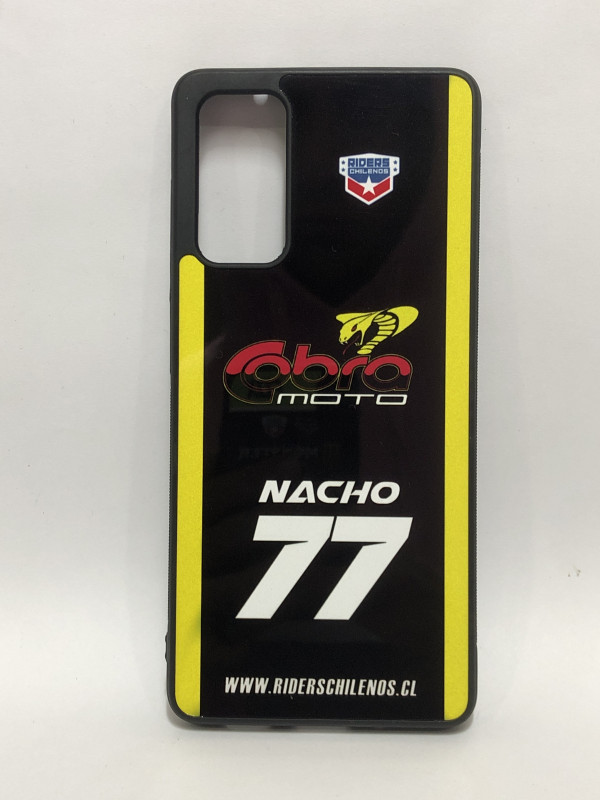 RIDERS
CHILENOS
Cobra
MOTO
NACHO
77
WWW.RIDERSCHILENOS.CL